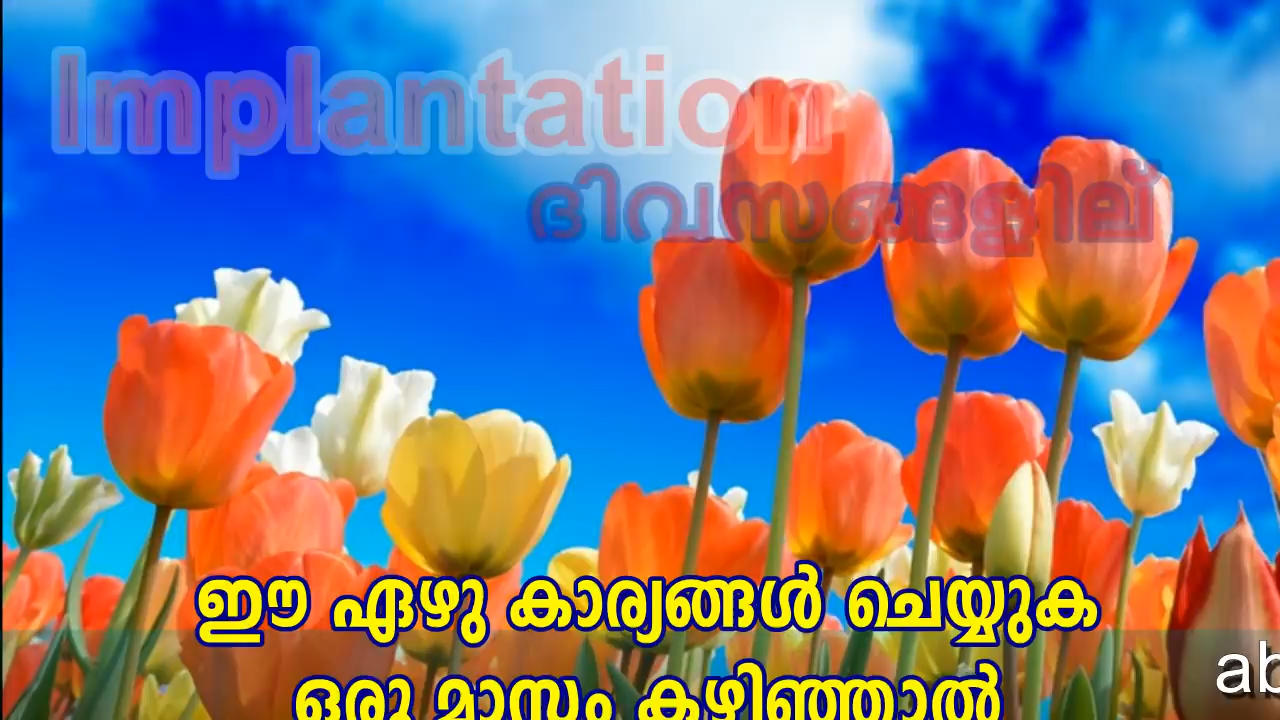 Implantation
ദിവസങ്ങളില്
ഈ ഏഴു കാര്യങ്ങൾ ചെയ്യുക
ഒരു മാസം കഴിഞ്ഞാൽ
ab